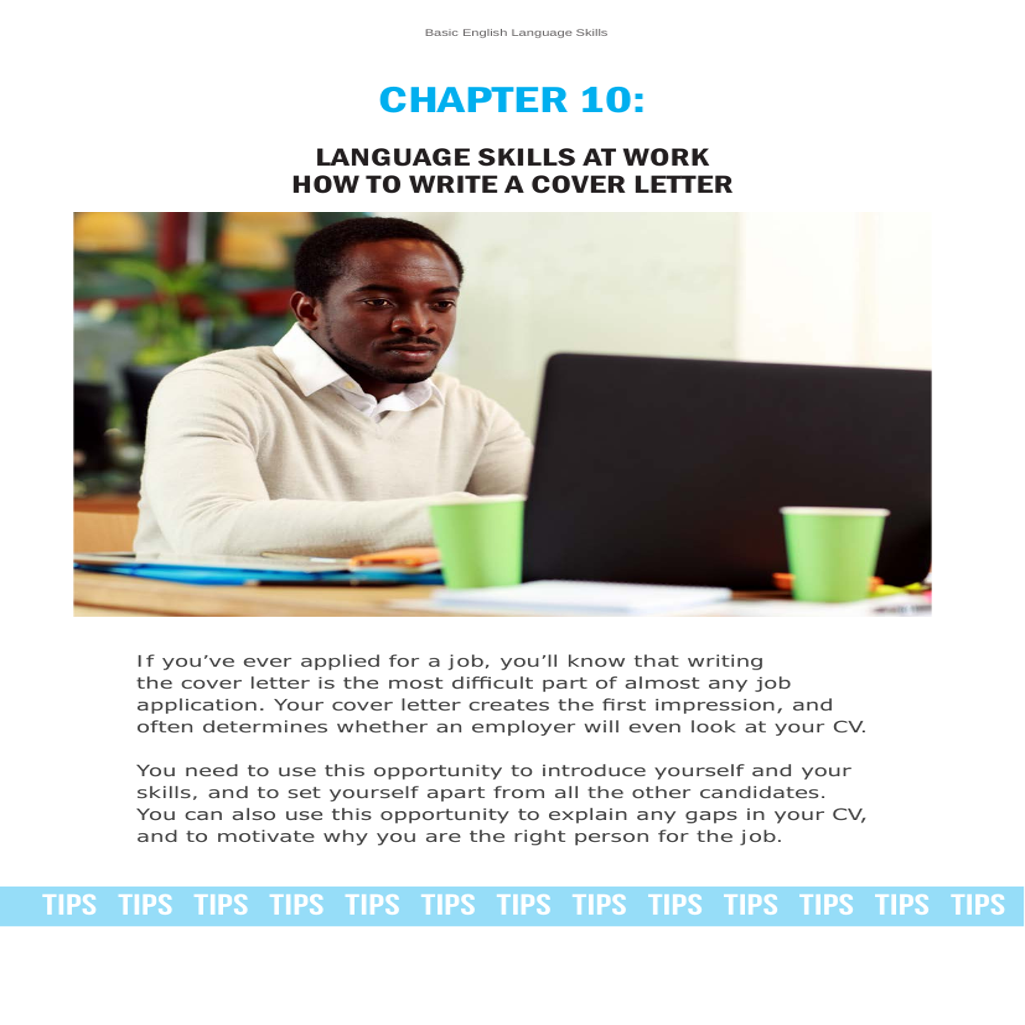 Basic English Language Skills
CHAPTER 10:
LANGUAGE SKILLS AT WORK
HOW TO WRITE A COVER LETTER
If you’ve ever applied for a job, you’ll know that writing
the cover letter is the most difficult part of almost any job
application. Your cover letter creates the first impression, and
often determines whether an employer will even look at your CV.
You need to use this opportunity to introduce yourself and your
skills, and to set yourself apart from all the other candidates.
You can also use this opportunity to explain any gaps in your CV,
and to motivate why you are the right person for the job.
TIPS TIPS TIPS TIPS TIPS TIPS TIPS TIPS TIPS TIPS TIPS TIPS TIPS